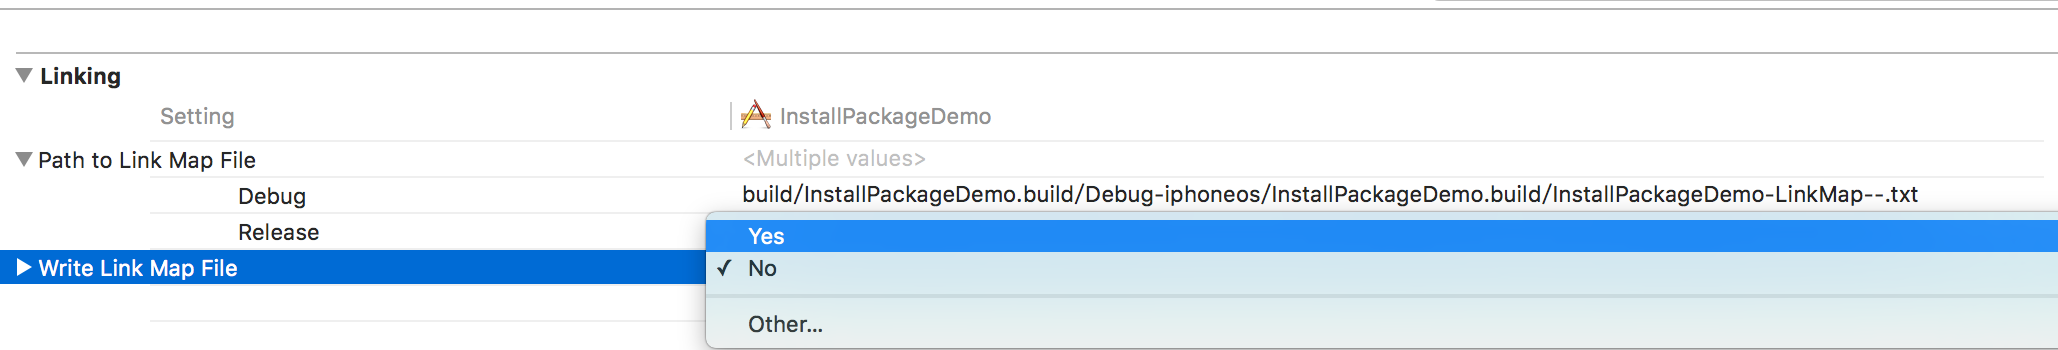 Linking
Setting InstallPackageDemo
Path to Link Map File <Multiple values>
Debug build/InstallPackageDemo.build/Debug-iphoneos/InstallPackageDemo.build/InstallPackageDemo-LinkMap--.txt
Release Yes
Write Link Map File ✓ No
Other...